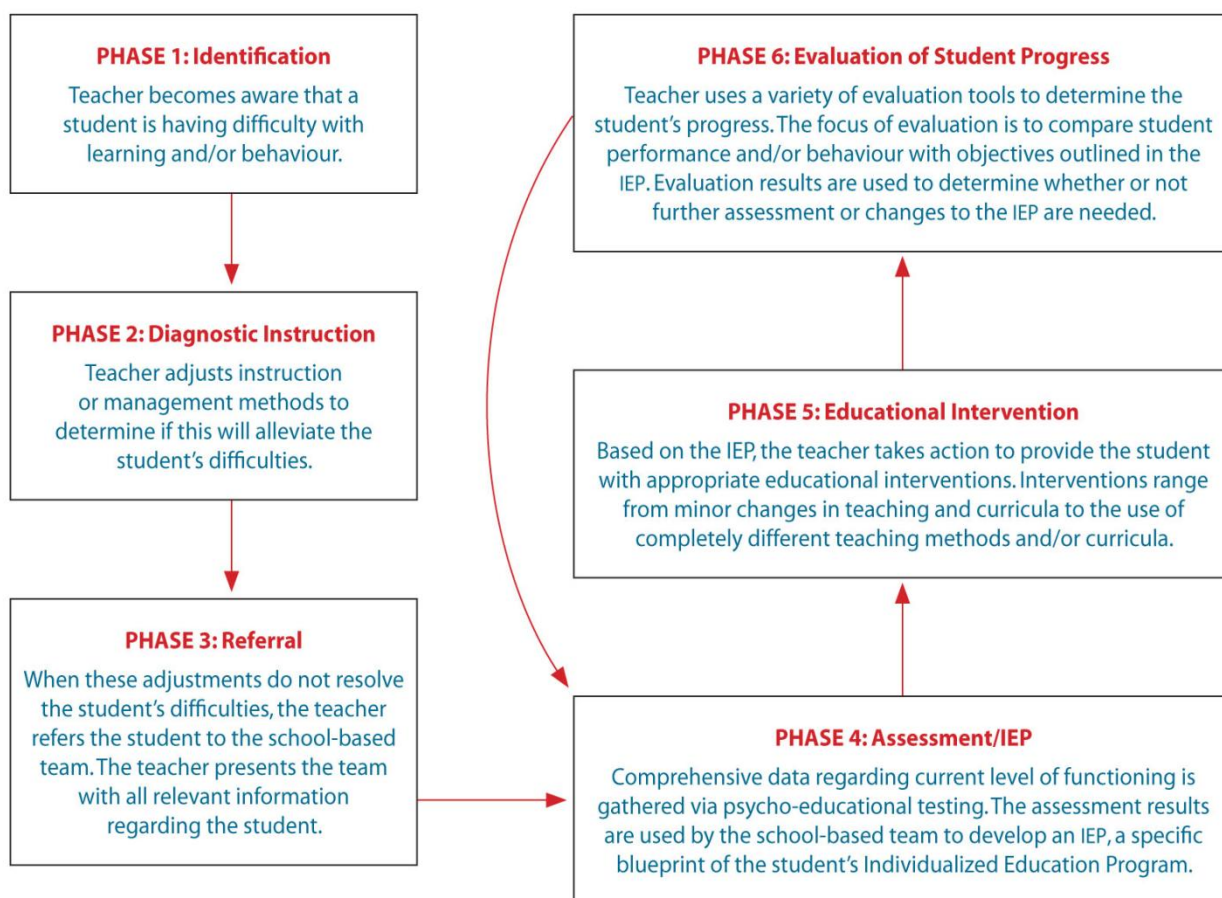 PHASE 1: Identification
Teacher becomes aware that a
student is having difficulty with
learning and/or behaviour.
PHASE 2: Diagnostic Instruction
Teacher adjusts instruction
or management methods to
determine if this will alleviate the
student's difficulties.
PHASE 3: Referral
When these adjustments do not resolve
the student's difficulties, the teacher
refers the student to the school-based
team. The teacher presents the team
with all relevant information
regarding the student.
PHASE 4: Assessment/IEP
Comprehensive data regarding current level of functioning is
gathered via psycho-educational testing. The assessment results
are used by the school-based team to develop an IEP, a specific
blueprint of the student's Individualized Education Program.
PHASE 5: Educational Intervention
Based on the IEP, the teacher takes action to provide the student
with appropriate educational interventions. Interventions range
from minor changes in teaching and curricula to the use of
completely different teaching methods and/or curricula.
PHASE 6: Evaluation of Student Progress
Teacher uses a variety of evaluation tools to determine the
student's progress. The focus of evaluation is to compare student
performance and/or behaviour with objectives outlined in the
IEP. Evaluation results are used to determine whether or not
further assessment or changes to the IEP are needed.